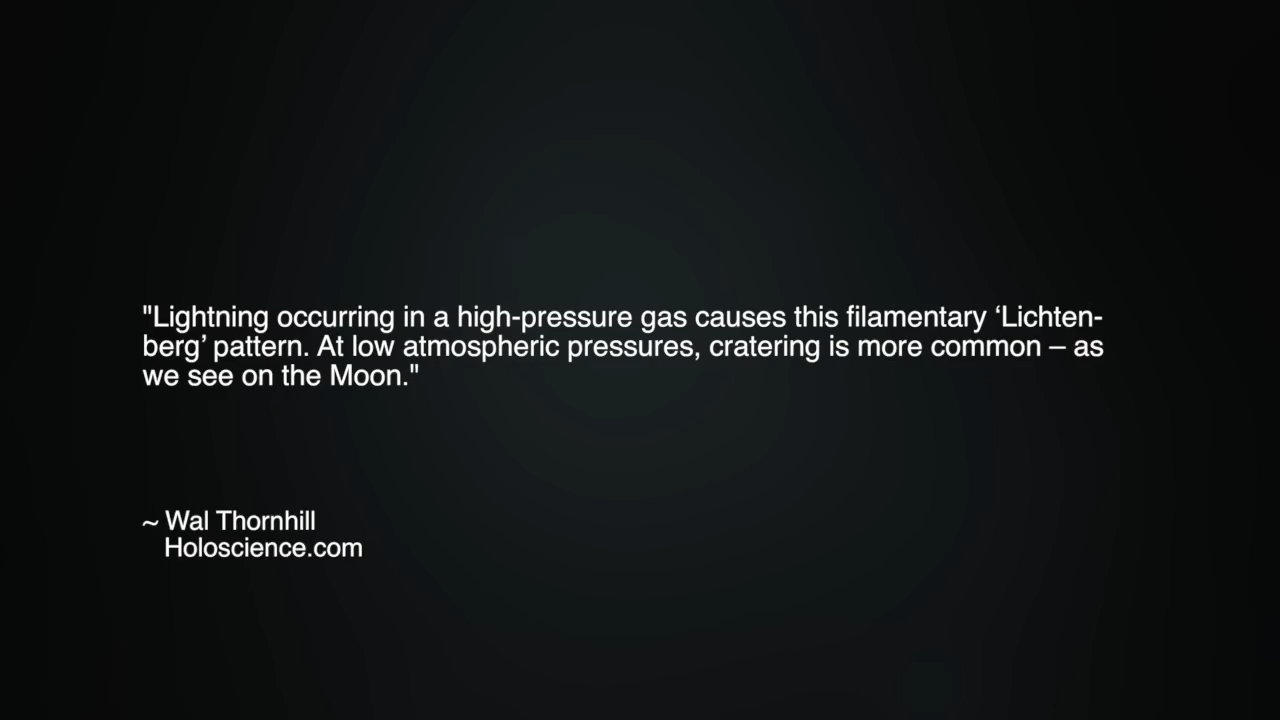 "Lightning occurring in a high-pressure gas causes this filamentary ‘Lichten-
berg’ pattern. At low atmospheric pressures, cratering is more common – as
we see on the Moon."
~ Wal Thornhill
Holoscience.com